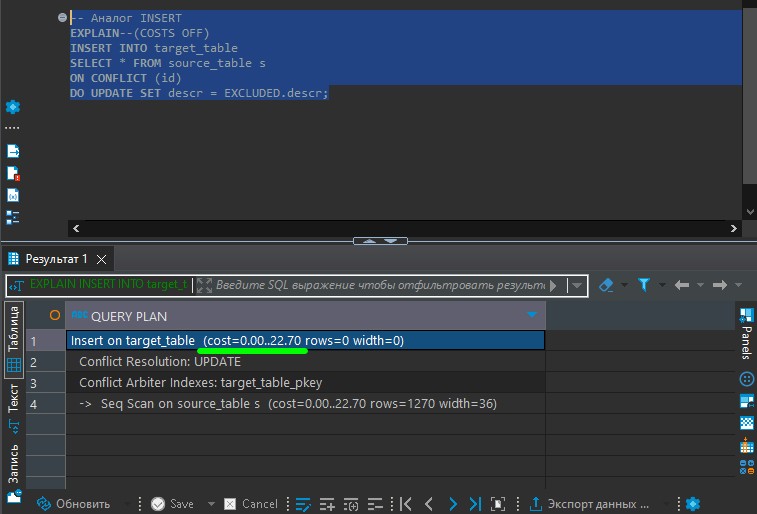 -- Аналог INSERT
EXPLAIN--(COSTS OFF)
INSERT INTO target_table
SELECT * FROM source_table s
ON CONFLICT (id)
DO UPDATE SET descr = EXCLUDED.descr;
Результат 1
EXPLAIN INSERT INTO target_t
Введите SQL выражение чтобы отфильтровать результ
Таблица
Текст
Запись
QUERY PLAN
1 Insert on target_table (cost=0.00..22.70 rows=0 width=0)
2 Conflict Resolution: UPDATE
3 Conflict Arbiter Indexes: target_table_pkey
4 -> Seq Scan on source_table s (cost=0.00..22.70 rows=1270 width=36)
Panels
Обновить Save Cancel Экспорт данных ...